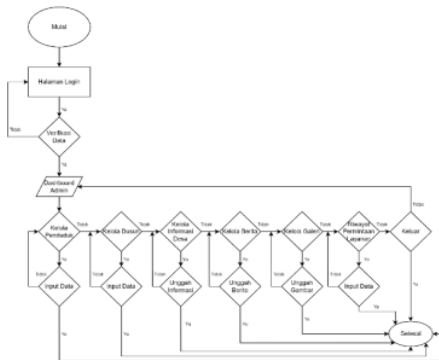 Mulai
Halaman Login
Ya
Tidak
Verifikasi
Data
Ya
Dashboard
Admin
Tidak
Kelola
Penduduk
Tidak
Kelola Dusun
Tidak
Kelola
Informasi
Desa
Tidak
Kelola Berita
Tidak
Kelola Galeri
Tidak
Riwayat
Permintaan
Layanan
Tidak
Keluar
Ya
Ya
Ya
Ya
Ya
Ya
Tidak
Input Data
Tidak
Input Data
Tidak
Unggah
Informasi
Tidak
Unggah
Berita
Tidak
Unggah
Gambar
Tidak
Input Data
Ya
Ya
Ya
Ya
Ya
Ya
Ya
Selesai